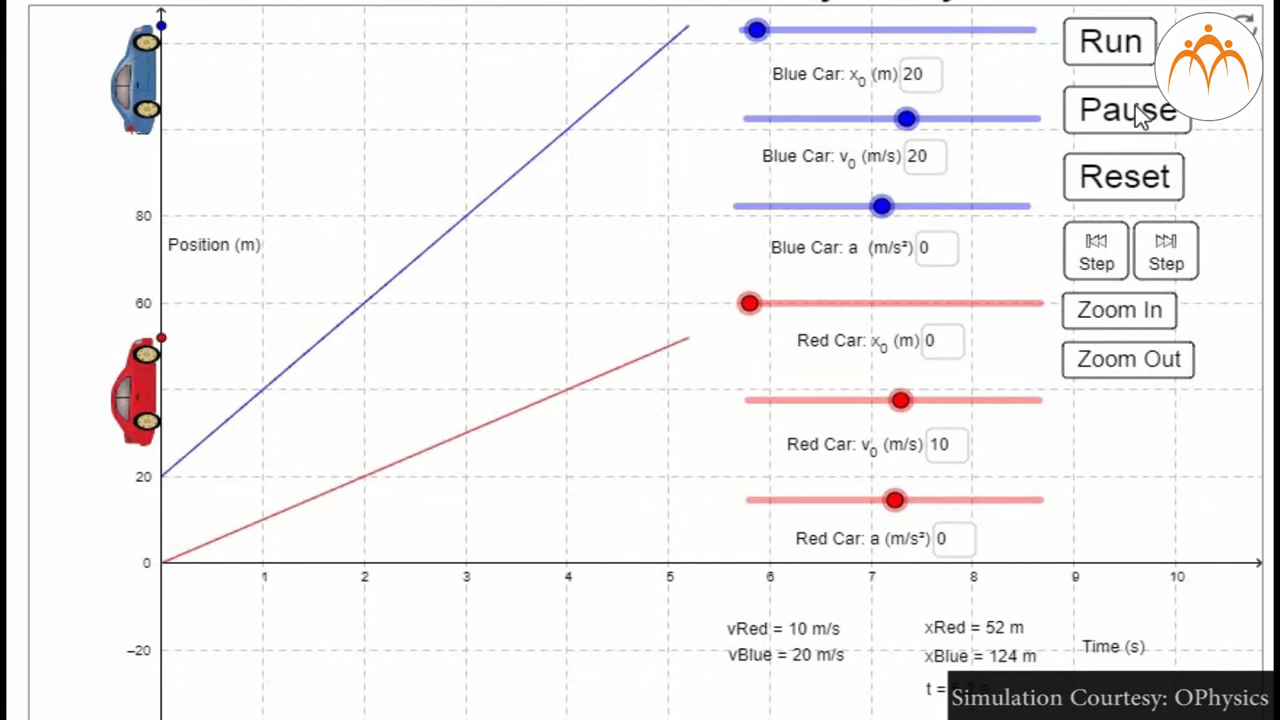 Run
Blue Car: x0 (m) 20
Pause
Blue Car: v0 (m/s) 20
Reset
80
Position (m)
Blue Car: a (m/s²) 0
Step
Step
60
Zoom In
Red Car: x0 (m) 0
Zoom Out
Red Car: v0 (m/s) 10
20
Red Car: a (m/s²) 0
0
1 2 3 4 5 6 7 8 9 10
vRed = 10 m/s
xRed = 52 m
Time (s)
–20
vBlue = 20 m/s
xBlue = 124 m
t =
Simulation Courtesy: OPhysics